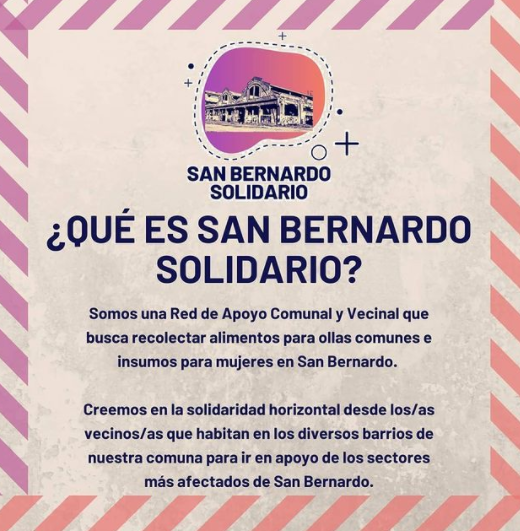 SAN BERNARDO
SOLIDARIO
¿QUÉ ES SAN BERNARDO
SOLIDARIO?
Somos una Red de Apoyo Comunal y Vecinal que
busca recolectar alimentos para ollas comunes e
insumos para mujeres en San Bernardo.
Creemos en la solidaridad horizontal desde los/as
vecinos/as que habitan en los diversos barrios de
nuestra comuna para ir en apoyo de los sectores
más afectados de San Bernardo.